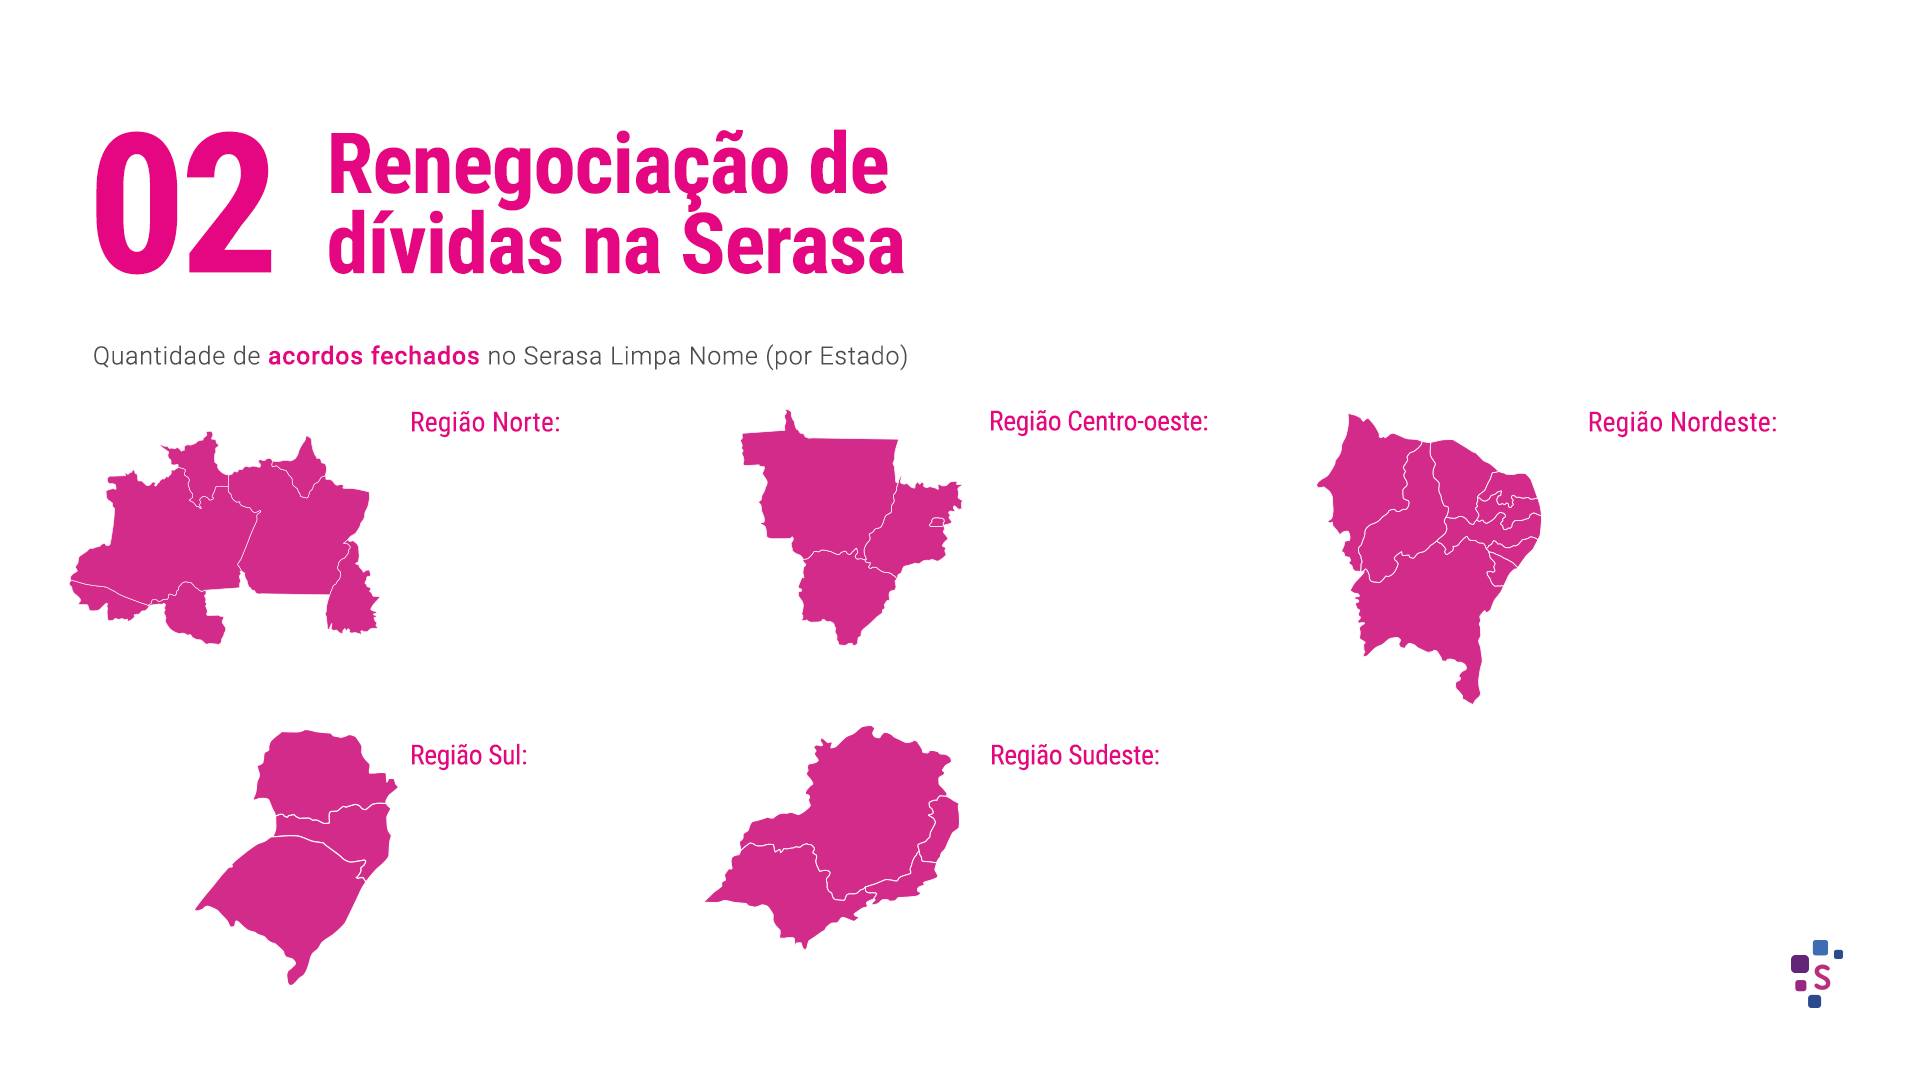 02
Renegociação de
dívidas na Serasa
Quantidade de acordos fechados no Serasa Limpa Nome (por Estado)
Região Norte:
Região Centro-oeste:
Região Nordeste:
Região Sul:
Região Sudeste:
S